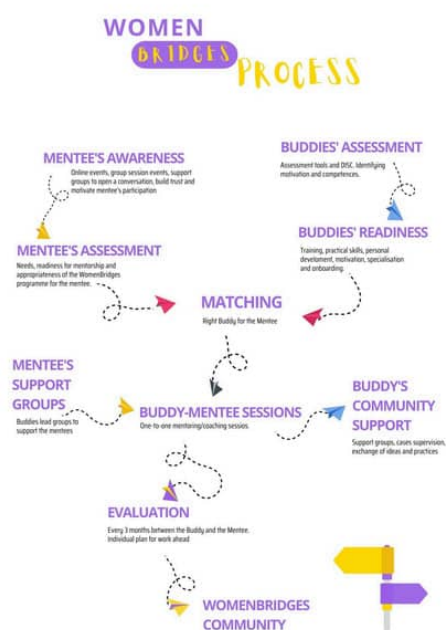 WOMEN
BRIDGES
PROCESS
MENTEE'S AWARENESS
Online events, group session events, support
groups to open a conversation, build trust and
motivate mentee's participation
BUDDIES' ASSESSMENT
Assessment tools and DISC. Identifying
motivation and competences.
MENTEE'S ASSESSMENT
Needs, readiness for mentorship and
appropriateness of the WomenBridges
programme for the mentee.
BUDDIES' READINESS
Training, practical skills, personal
develoment, motivation, specialisation
and onboarding.
MATCHING
Right Buddy for the Mentee
MENTEE'S
SUPPORT
GROUPS
Buddies lead groups to
support the mentees
BUDDY-MENTEE SESSIONS
One-to-one mentoring/coaching session.
BUDDY'S
COMMUNITY
SUPPORT
Support groups, cases supervision,
exchange of ideas and practices
EVALUATION
Every 3 months between the Buddy and the Mentee.
Individual plan for work ahead
WOMENBRIDGES
COMMUNITY